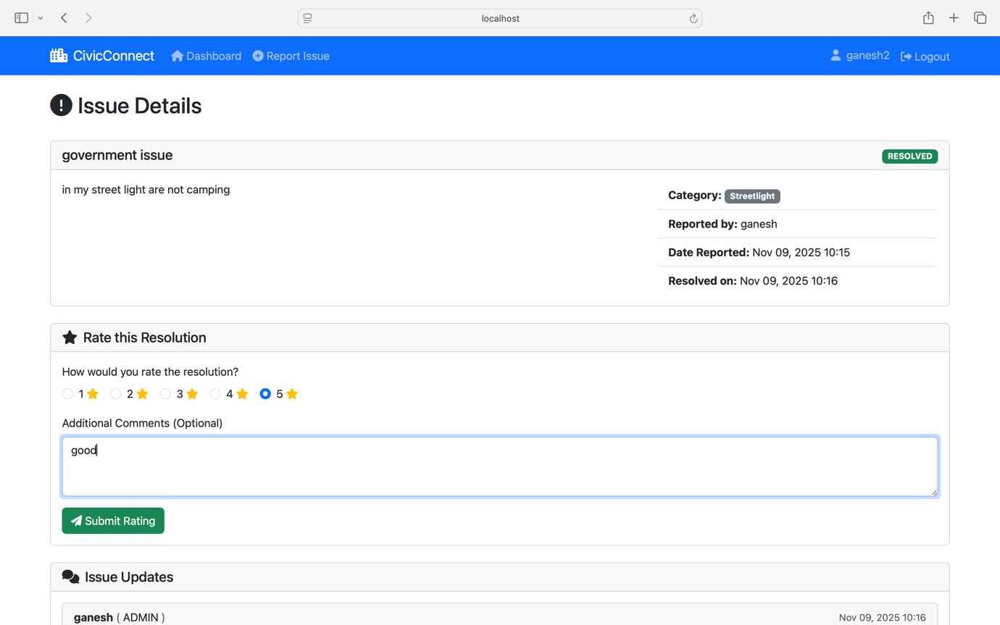 localhost
CivicConnect Dashboard Report Issue ganesh2 Logout
Issue Details
government issue RESOLVED
in my street light are not camping
Category: Streetlight
Reported by: ganesh
Date Reported: Nov 09, 2025 10:15
Resolved on: Nov 09, 2025 10:16
Rate this Resolution
How would you rate the resolution?
1 2 3 4 5
Additional Comments (Optional)
good
Submit Rating
Issue Updates
ganesh ( ADMIN ) Nov 09, 2025 10:16